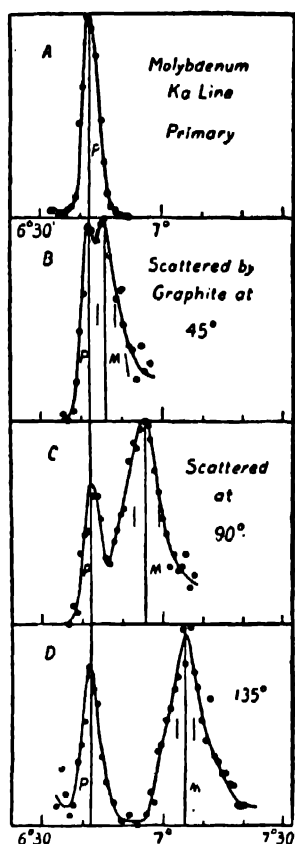 A
Molybdenum
Ka Line
Primary
P
6°30'
7°
B
Scattered by
Graphite at
45°
P
M
C
Scattered
at
90°
P
M
D
135°
P
M
6°30'
7°
7°30